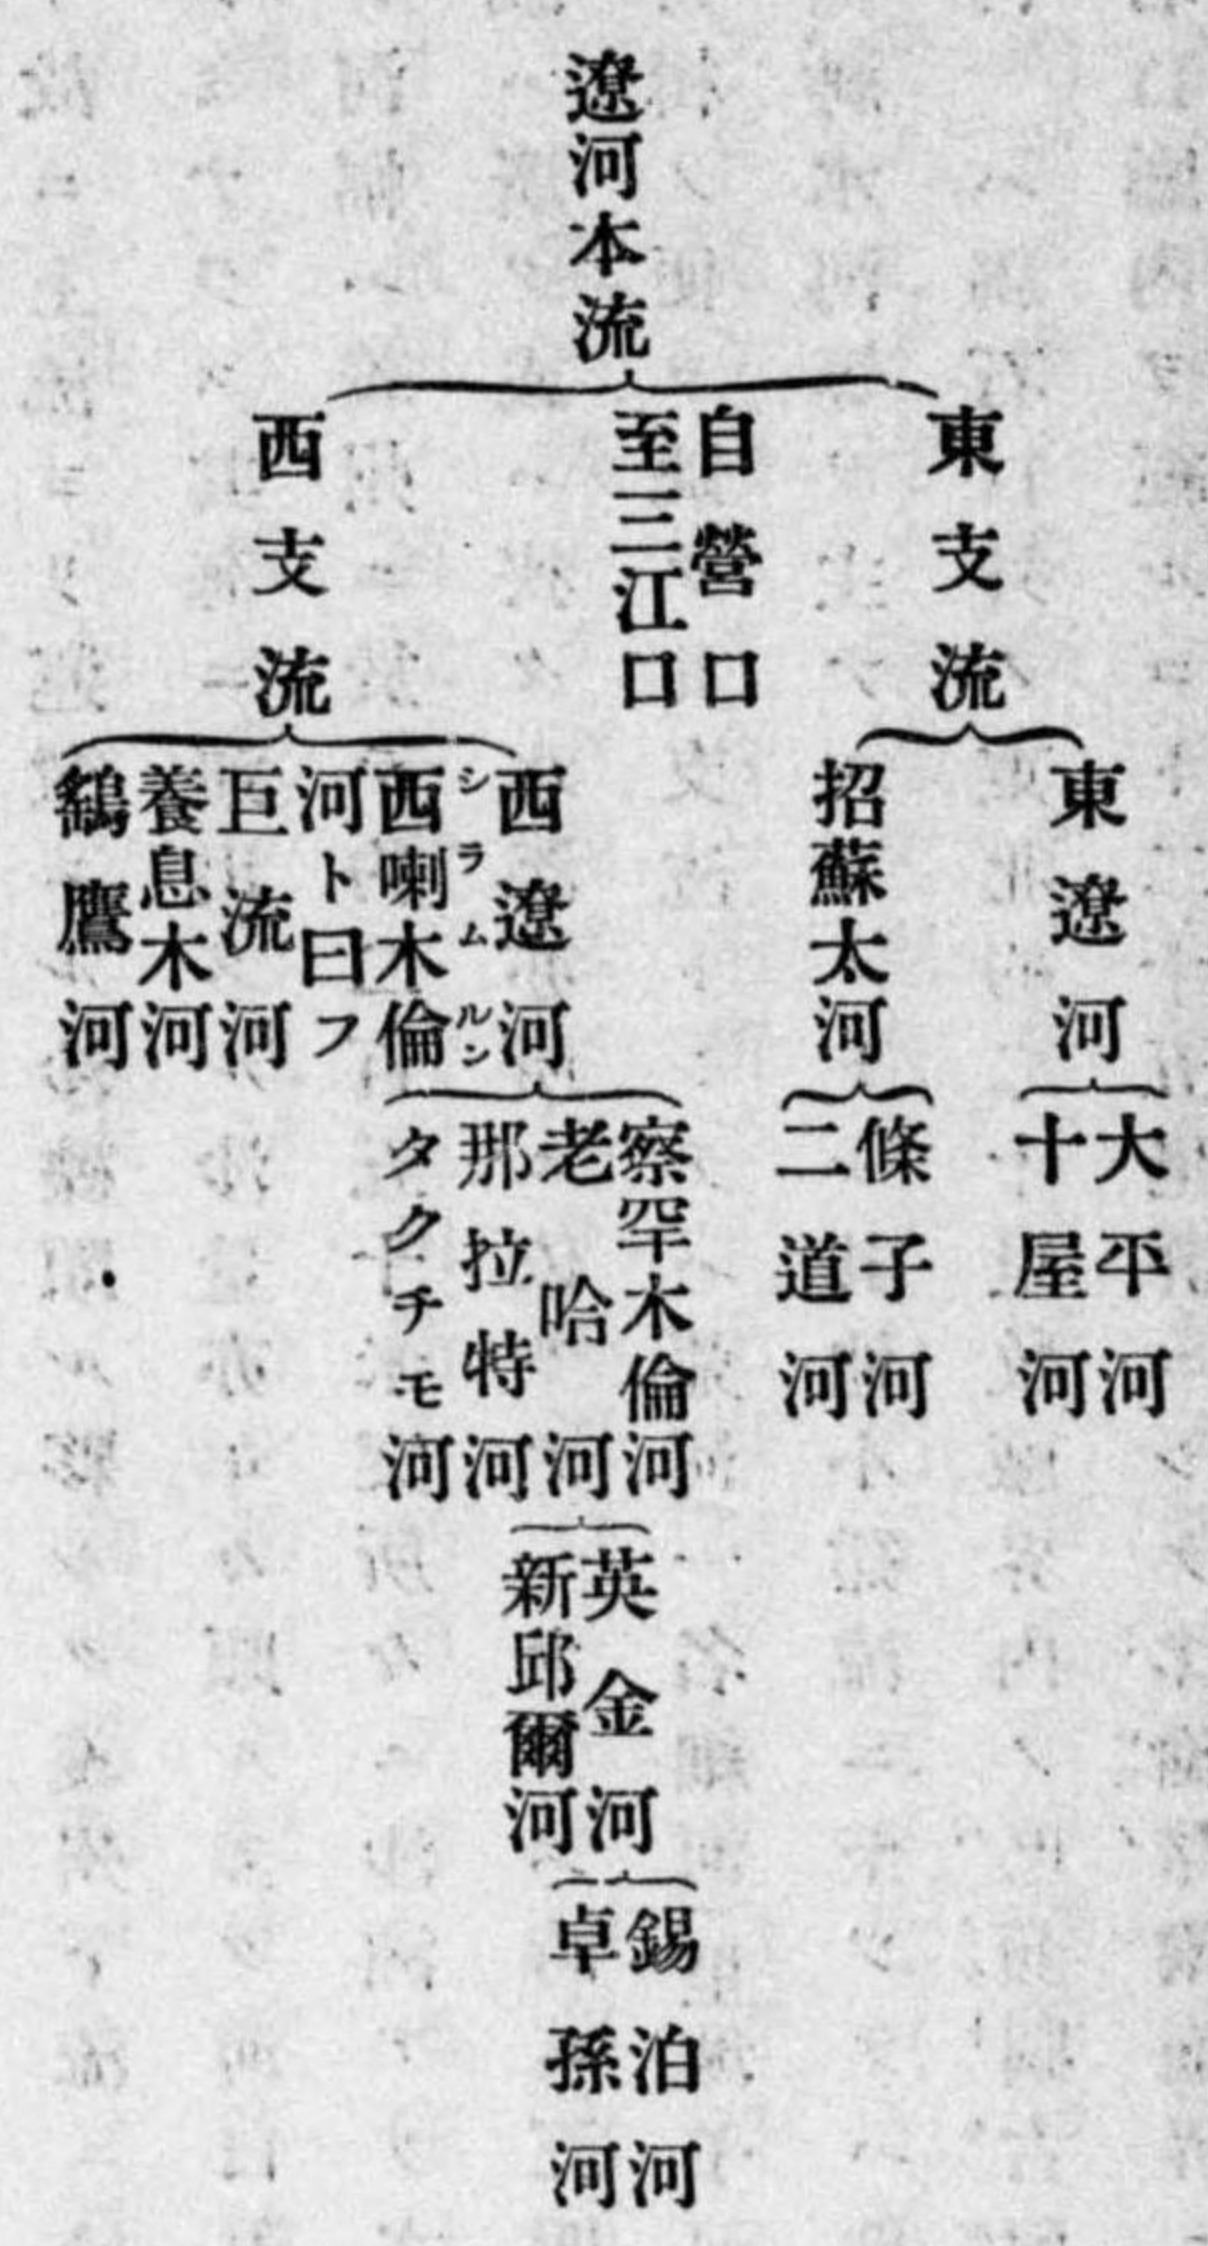 遼河本流
東支流
自營口
至三江口
西支流
東遼河
招蘇太河
西遼河
シラムルン
西喇木倫
河ト曰フ
巨流河
養息木河
鷂鷹河
大平河
十屋河
條子河
二道河
察罕木倫河
老哈河
那拉特河
タクチモ河
英金河
新邱爾河
錫泊河
卓孫河